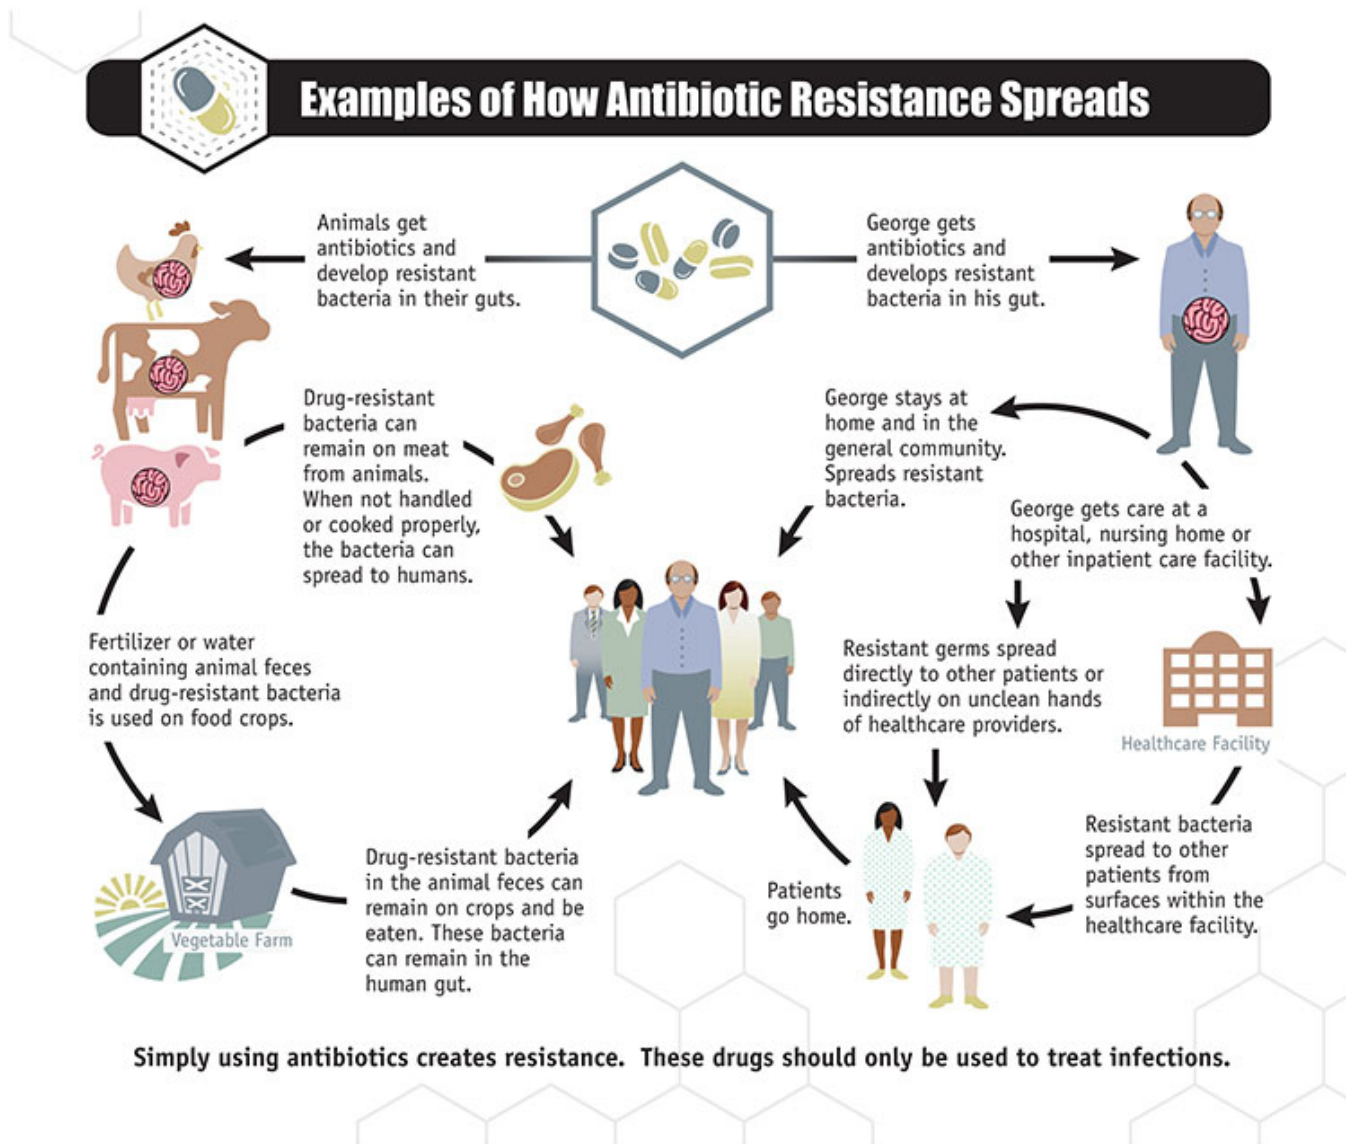 Examples of How Antibiotic Resistance Spreads
Animals get
antibiotics and
develop resistant
bacteria in their guts.
George gets
antibiotics and
develops resistant
bacteria in his gut.
Drug-resistant
bacteria can
remain on meat
from animals.
When not handled
or cooked properly,
the bacteria can
spread to humans.
George stays at
home and in the
general community.
Spreads resistant
bacteria.
George gets care at a
hospital, nursing home or
other inpatient care facility.
Fertilizer or water
containing animal feces
and drug-resistant bacteria
is used on food crops.
Resistant germs spread
directly to other patients or
indirectly on unclean hands
of healthcare providers.
Healthcare Facility
Vegetable Farm
Drug-resistant bacteria
in the animal feces can
remain on crops and be
eaten. These bacteria
can remain in the
human gut.
Patients
go home.
Resistant bacteria
spread to other
patients from
surfaces within the
healthcare facility.
Simply using antibiotics creates resistance. These drugs should only be used to treat infections.